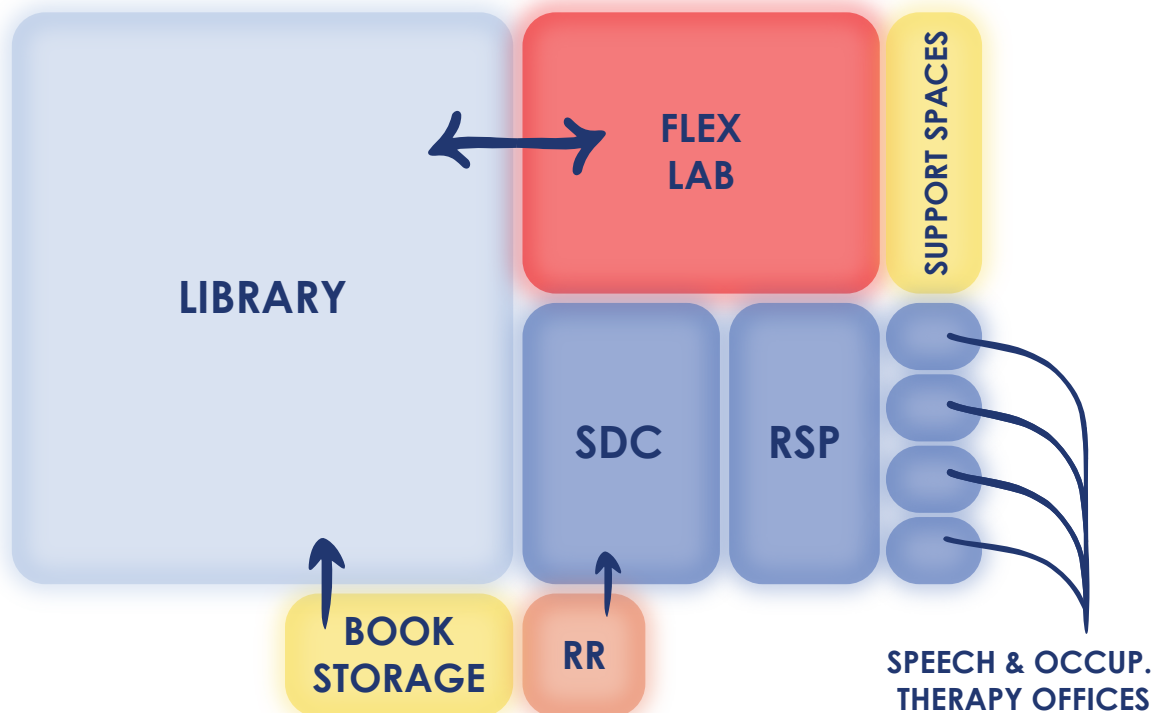 FLEX
LAB
SUPPORT SPACES
LIBRARY
SDC
RSP
BOOK
STORAGE
RR
SPEECH & OCCUP.
THERAPY OFFICES